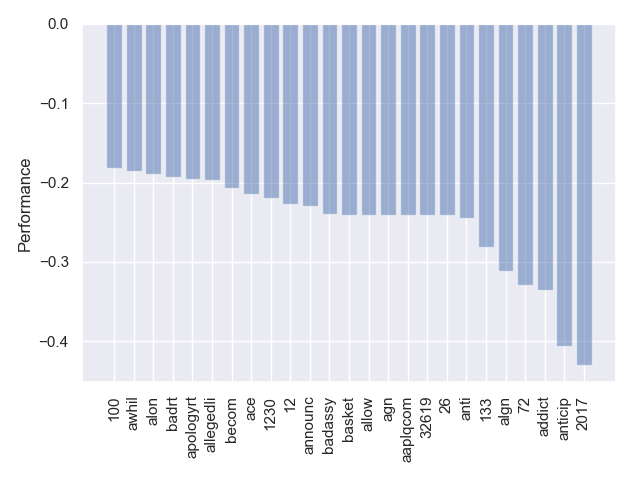 0.0
−0.1
−0.2
−0.3
−0.4
Performance
100
awhil
alon
badrt
apologyrt
allegedli
becom
ace
1230
12
announc
badassy
basket
allow
agn
aaplqcom
32619
26
anti
133
algn
72
addict
anticip
2017